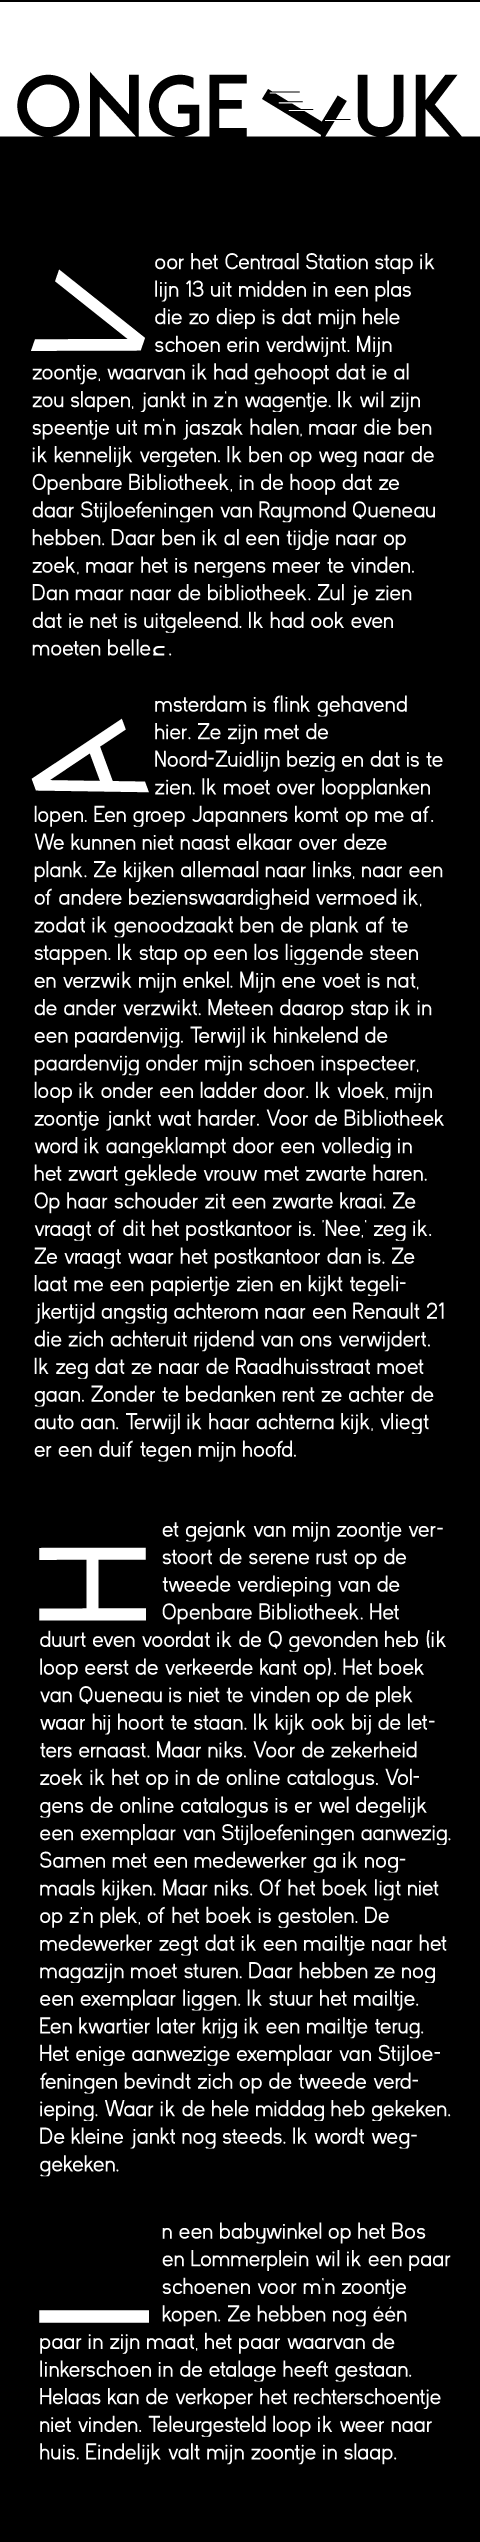 ONGELUK
Voor het Centraal Station stap ik
lijn 13 uit midden in een plas
die zo diep is dat mijn hele
schoen erin verdwijnt. Mijn
zoontje, waarvan ik had gehoopt dat ie al
zou slapen, jankt in z'n wagentje. Ik wil zijn
speentje uit m'n jaszak halen, maar die ben
ik kennelijk vergeten. Ik ben op weg naar de
Openbare Bibliotheek, in de hoop dat ze
daar Stijloefeningen van Raymond Queneau
hebben. Daar ben ik al een tijdje naar op
zoek, maar het is nergens meer te vinden.
Dan maar naar de bibliotheek. Zul je zien
dat ie net is uitgeleend. Ik had ook even
moeten bellen.
Amsterdam is flink gehavend
hier. Ze zijn met de
Noord-Zuidlijn bezig en dat is te
zien. Ik moet over loopplanken
lopen. Een groep Japanners komt op me af.
We kunnen niet naast elkaar over deze
plank. Ze kijken allemaal naar links, naar een
of andere bezienswaardigheid vermoed ik,
zodat ik genoodzaakt ben de plank af te
stappen. Ik stap op een los liggende steen
en verzwik mijn enkel. Mijn ene voet is nat,
de ander verzwikt. Meteen daarop stap ik in
een paardenvijg. Terwijl ik hinkelend de
paardenvijg onder mijn schoen inspecteer,
loop ik onder een ladder door. Ik vloek, mijn
zoontje jankt wat harder. Voor de Bibliotheek
word ik aangeklampt door een volledig in
het zwart geklede vrouw met zwarte haren.
Op haar schouder zit een zwarte kraai. Ze
vraagt of dit het postkantoor is. 'Nee,' zeg ik.
Ze vraagt waar het postkantoor dan is. Ze
laat me een papiertje zien en kijkt tegeli-
jkertijd angstig achterom naar een Renault 21
die zich achteruit rijdend van ons verwijdert.
Ik zeg dat ze naar de Raadhuisstraat moet
gaan. Zonder te bedanken rent ze achter de
auto aan. Terwijl ik haar achterna kijk, vliegt
er een duif tegen mijn hoofd.
Het gejank van mijn zoontje ver-
stoort de serene rust op de
tweede verdieping van de
Openbare Bibliotheek. Het
duurt even voordat ik de Q gevonden heb (ik
loop eerst de verkeerde kant op). Het boek
van Queneau is niet te vinden op de plek
waar hij hoort te staan. Ik kijk ook bij de let-
ters ernaast. Maar niks. Voor de zekerheid
zoek ik het op in de online catalogus. Vol-
gens de online catalogus is er wel degelijk
een exemplaar van Stijloefeningen aanwezig.
Samen met een medewerker ga ik nog-
maals kijken. Maar niks. Of het boek ligt niet
op z'n plek, of het boek is gestolen. De
medewerker zegt dat ik een mailtje naar het
magazijn moet sturen. Daar hebben ze nog
een exemplaar liggen. Ik stuur het mailtje.
Een kwartier later krijg ik een mailtje terug.
Het enige aanwezige exemplaar van Stijloe-
feningen bevindt zich op de tweede verd-
ieping. Waar ik de hele middag heb gekeken.
De kleine jankt nog steeds. Ik wordt weg-
gekeken.
In een babywinkel op het Bos
en Lommerplein wil ik een paar
schoenen voor m'n zoontje
kopen. Ze hebben nog één
paar in zijn maat, het paar waarvan de
linkerschoen in de etalage heeft gestaan.
Helaas kan de verkoper het rechterschoentje
niet vinden. Teleurgesteld loop ik weer naar
huis. Eindelijk valt mijn zoontje in slaap.